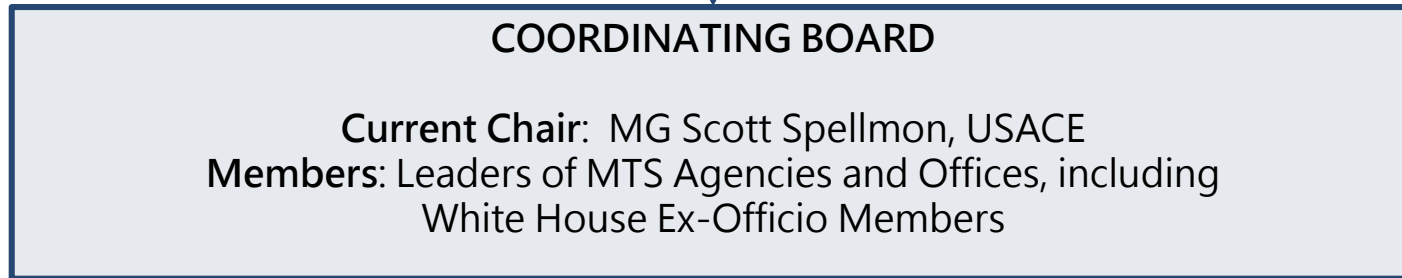 COORDINATING BOARD
Current Chair: MG Scott Spellmon, USACE
Members: Leaders of MTS Agencies and Offices, including
White House Ex-Officio Members